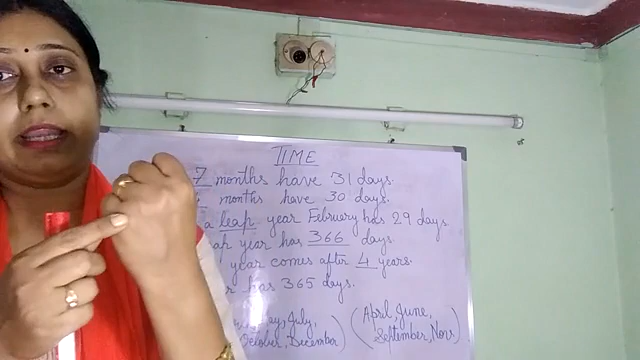 TIME
7 months have 31 days.
months have 30 days.
a leap year February has 29 days.
year has 366 days.
year comes after 4 years.
has 365 days.
July,
October, December) (April, June,
September, Nov